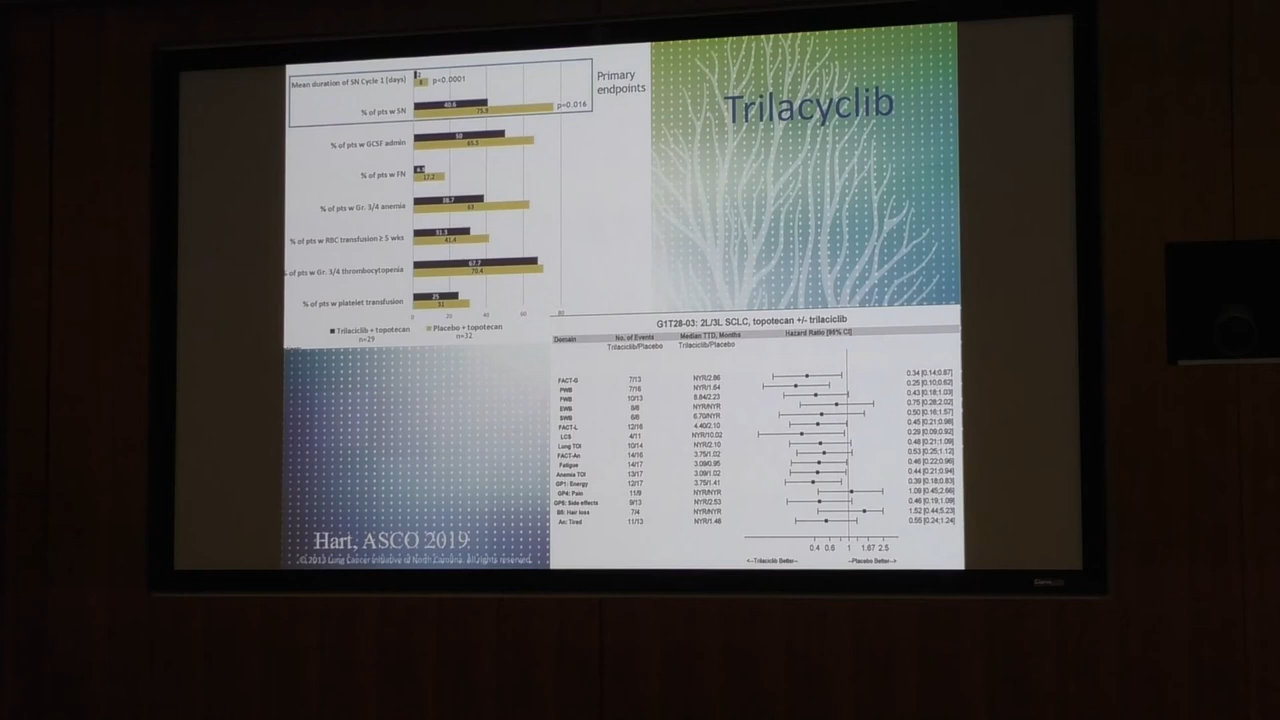 Trilacyclib
Mean duration of SN Cycle 1 [days]
2
8
p<0.0001
Primary
endpoints
% of pts w SN
40.6
75.9
p=0.016
% of pts w GCSF admin
50
65.5
% of pts w FN
17.2
% of pts w Gr. 3/4 anemia
38.7
63
% of pts w RBC transfusion ≥ 5 wks
31.3
41.4
of pts w Gr. 3/4 thrombocytopenia
67.7
70.4
% of pts w platelet transfusion
25
31
0 20 40 60 80
Trilaciclib + topotecan
n=29
Placebo + topotecan
n=32
G1T28-03: 2L/3L SCLC, topotecan +/- trilaciclib
Domain No. of Events Median TTD, Months Hazard Ratio [95% CI]
Trilaciclib/Placebo Trilaciclib/Placebo
FACT-G 7/13 NYR/2.86 0.34 [0.14;0.87]
PWB 7/16 NYR/1.64 0.25 [0.10;0.62]
FWB 10/13 8.84/2.23 0.43 [0.18;1.03]
EWB 8/8 NYR/NYR 0.75 [0.28;2.02]
SWB 6/8 6.70/NYR 0.50 [0.16;1.57]
FACT-L 12/16 4.40/2.10 0.45 [0.21;0.96]
LCS 4/11 NYR/10.02 0.29 [0.09;0.92]
Lung TOI 10/14 NYR/2.10 0.48 [0.21;1.09]
FACT-An 14/16 3.75/1.02 0.53 [0.25;1.12]
Fatigue 14/17 3.09/0.95 0.46 [0.22;0.96]
Anemia TOI 13/17 3.09/1.02 0.44 [0.21;0.94]
GP1: Energy 12/17 3.75/1.41 0.39 [0.18;0.83]
GP4: Pain 11/9 NYR/NYR 1.09 [0.45;2.66]
GP5: Side effects 9/13 NYR/2.53 0.46 [0.19;1.09]
B5: Hair loss 7/4 NYR/NYR 1.52 [0.44;5.23]
An: Tired 11/13 NYR/1.48 0.55 [0.24;1.24]
0.4 0.6 1 1.67 2.5
<--Trilaciclib Better-- --Placebo Better-->
Hart, ASCO 2019
© 2013 Lung Cancer Initiative of North Carolina. All rights reserved.